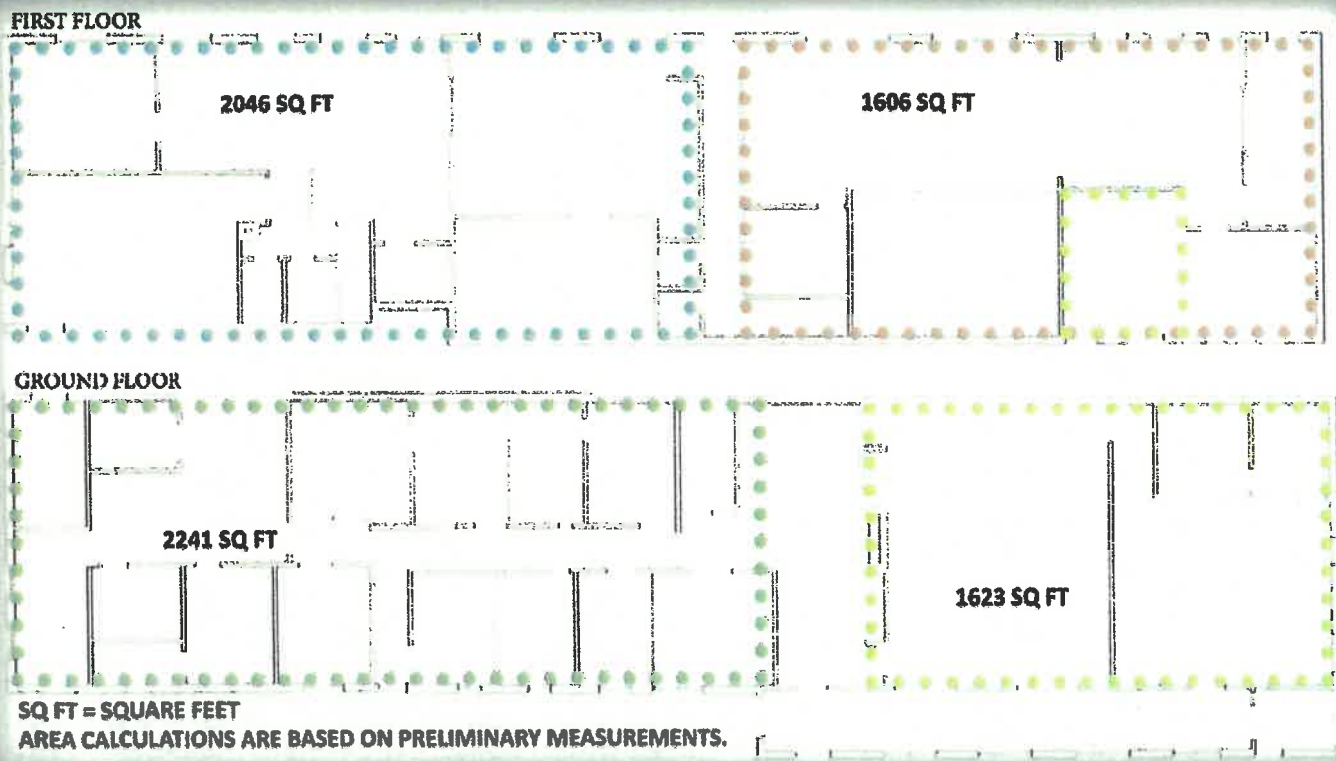 FIRST FLOOR
2046 SQ FT
1606 SQ FT
GROUND FLOOR
2241 SQ FT
1623 SQ FT
SQ FT = SQUARE FEET
AREA CALCULATIONS ARE BASED ON PRELIMINARY MEASUREMENTS.